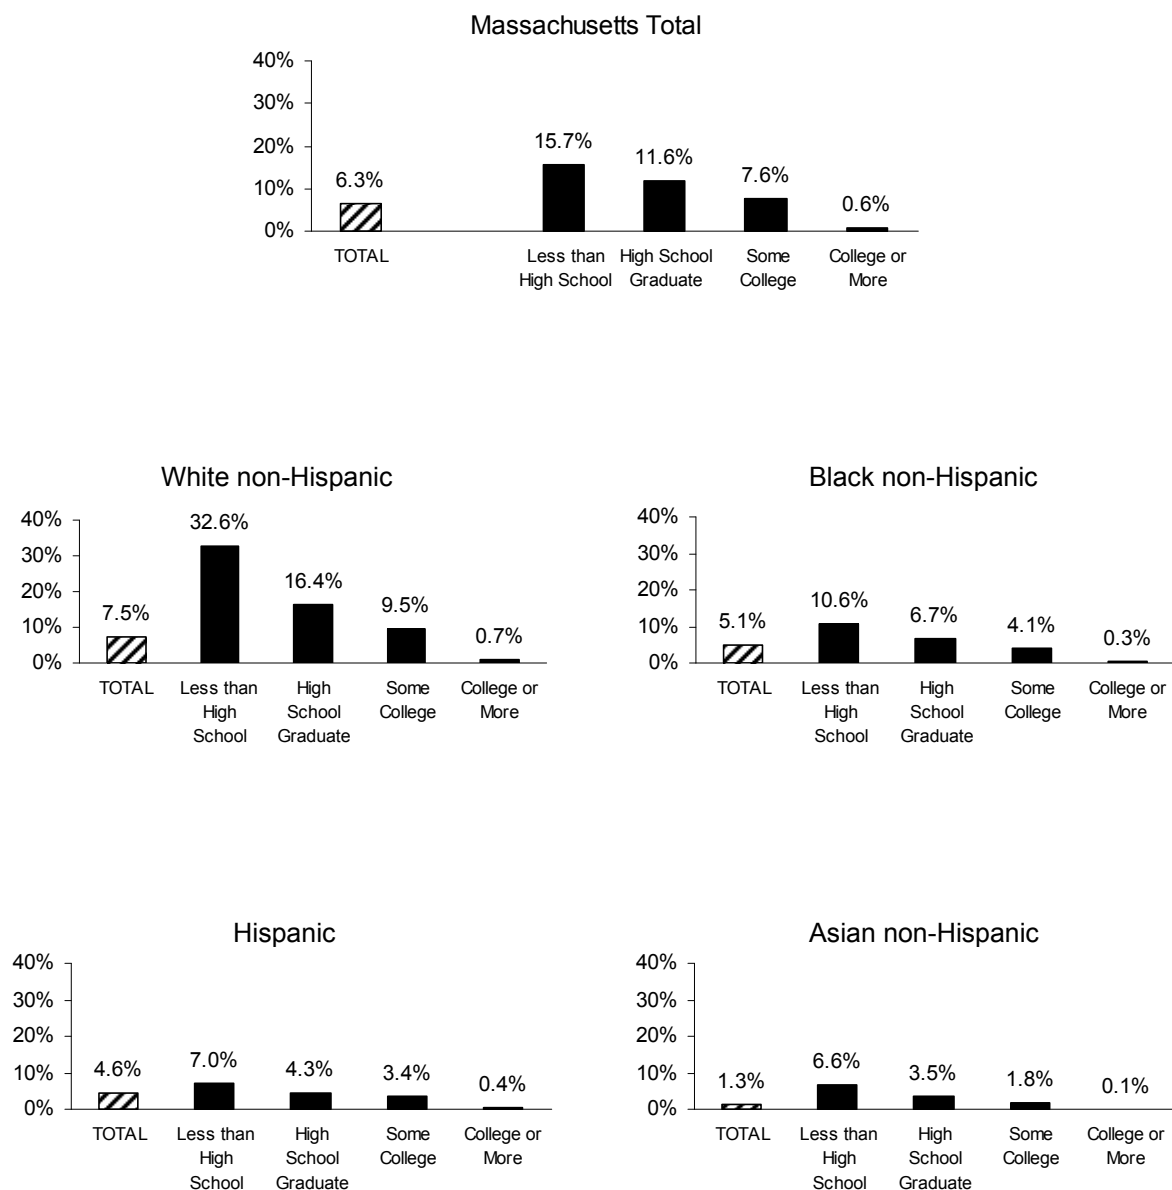 Massachusetts Total
40%
30%
20%
10%
0%
6.3%
15.7%
11.6%
7.6%
0.6%
TOTAL
Less than
High School
High School
Graduate
Some
College
College or
More
White non-Hispanic
40%
30%
20%
10%
0%
7.5%
32.6%
16.4%
9.5%
0.7%
TOTAL
Less than
High
School
High
School
Graduate
Some
College
College or
More
Black non-Hispanic
40%
30%
20%
10%
0%
5.1%
10.6%
6.7%
4.1%
0.3%
TOTAL
Less than
High
School
High
School
Graduate
Some
College
College or
More
Hispanic
40%
30%
20%
10%
0%
4.6%
7.0%
4.3%
3.4%
0.4%
TOTAL
Less than
High
School
High
School
Graduate
Some
College
College or
More
Asian non-Hispanic
40%
30%
20%
10%
0%
1.3%
6.6%
3.5%
1.8%
0.1%
TOTAL
Less than
High
School
High
School
Graduate
Some
College
College or
More